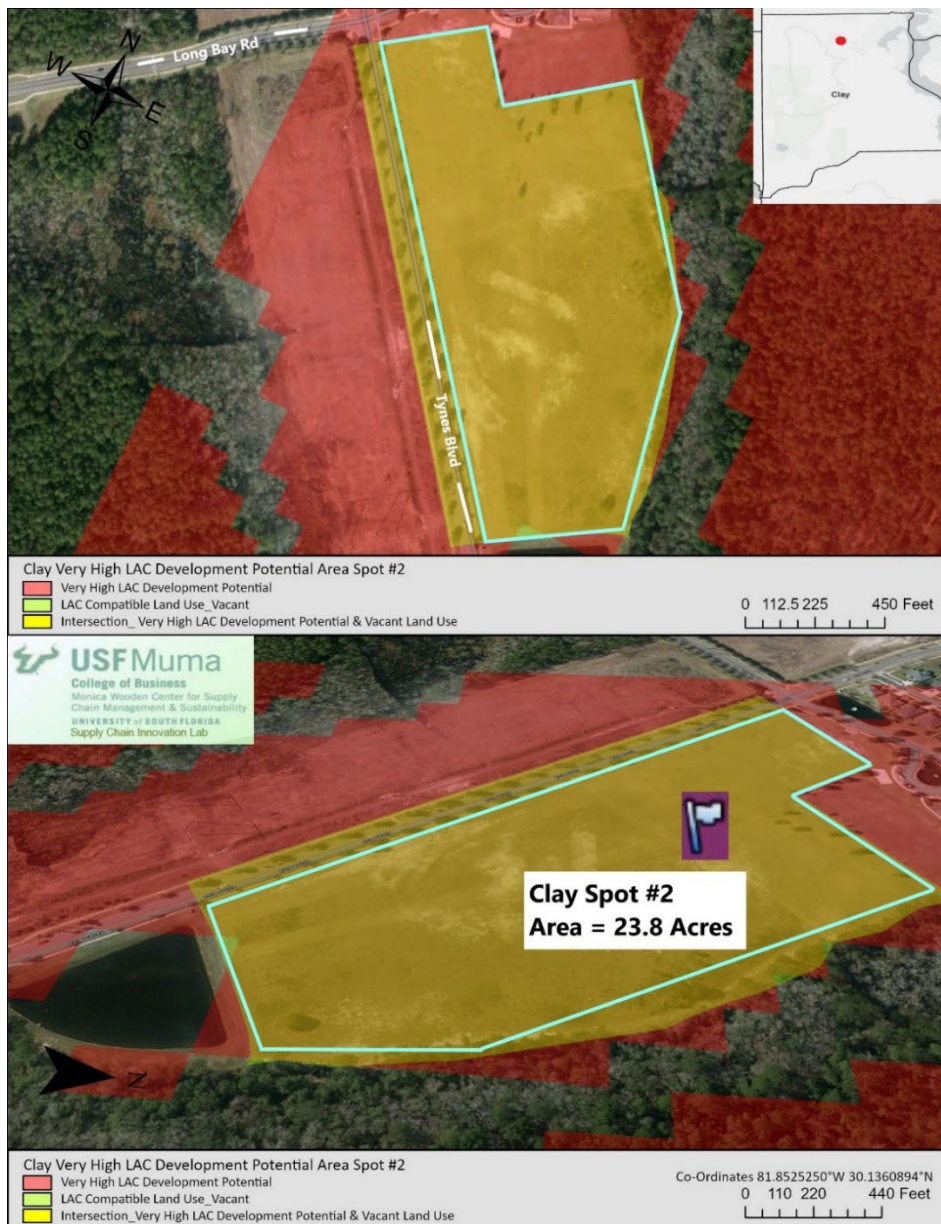 Long Bay Rd
N
W
E
S
Clay
Tynes Blvd
Clay Very High LAC Development Potential Area Spot #2
Very High LAC Development Potential
LAC Compatible Land Use_Vacant
Intersection_ Very High LAC Development Potential & Vacant Land Use
0 112.5 225 450 Feet
USF Muma
College of Business
Monica Wooden Center for Supply
Chain Management & Sustainability
UNIVERSITY of SOUTH FLORIDA
Supply Chain Innovation Lab
Clay Spot #2
Area = 23.8 Acres
N
Clay Very High LAC Development Potential Area Spot #2
Very High LAC Development Potential
LAC Compatible Land Use_Vacant
Intersection_Very High LAC Development Potential & Vacant Land Use
Co-Ordinates 81.8525250°W 30.1360894°N
0 110 220 440 Feet